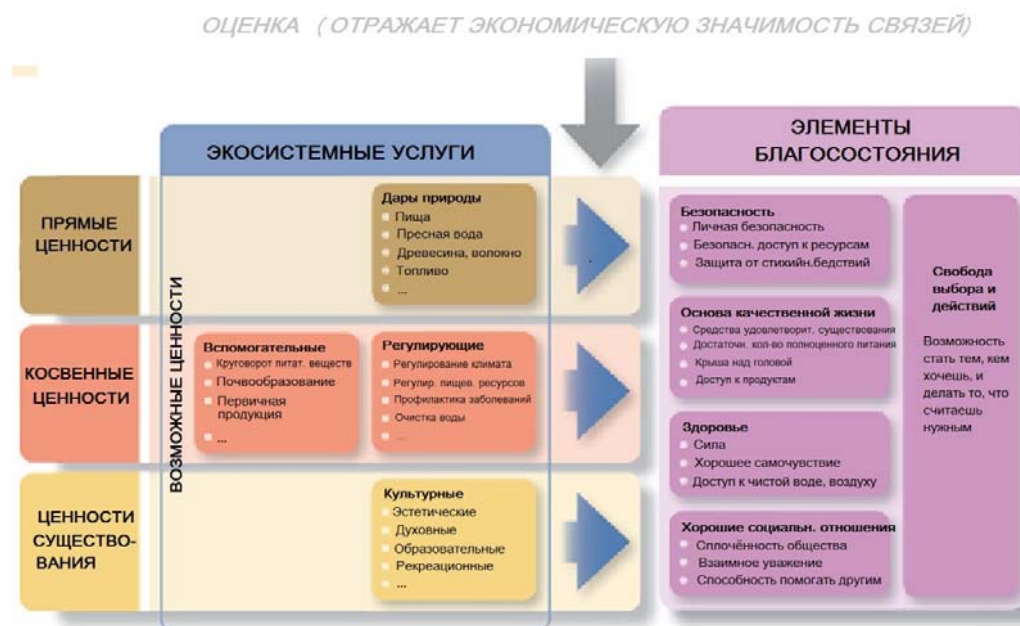 ОЦЕНКА ( ОТРАЖАЕТ ЭКОНОМИЧЕСКУЮ ЗНАЧИМОСТЬ СВЯЗЕЙ)
ЭКОСИСТЕМНЫЕ УСЛУГИ
ЭЛЕМЕНТЫ
БЛАГОСОСТОЯНИЯ
ВОЗМОЖНЫЕ ЦЕННОСТИ
ПРЯМЫЕ
ЦЕННОСТИ
Дары природы
Пища
Пресная вода
Древесина, волокно
Топливо
...
КОСВЕННЫЕ
ЦЕННОСТИ
Вспомогательные
Круговорот питат. веществ
Почвообразование
Первичная
продукция
...
Регулирующие
Регулирование климата
Регулир. пищев. ресурсов
Профилактика заболеваний
Очистка воды
...
ЦЕННОСТИ
СУЩЕСТВО-
ВАНИЯ
Культурные
Эстетические
Духовные
Образовательные
Рекреационные
...
Безопасность
Личная безопасность
Безопасн. доступ к ресурсам
Защита от стихийн.бедствий
Основа качественной жизни
Средства удовлетворит. существования
Достаточн. кол-во полноценного питания
Крыша над головой
Доступ к продуктам
Здоровье
Сила
Хорошее самочувствие
Доступ к чистой воде, воздуху
Хорошие социальн. отношения
Сплочённость общества
Взаимное уважение
Способность помогать другим
Свобода
выбора и
действий
Возможность
стать тем, кем
хочешь, и
делать то, что
считаешь
нужным